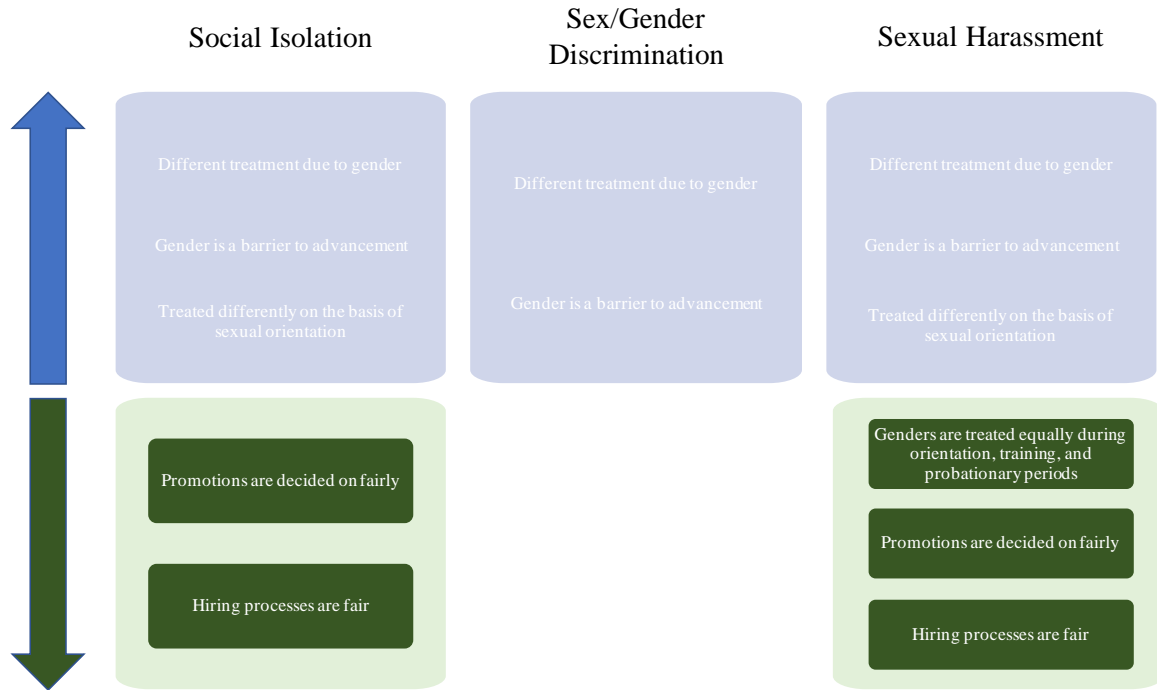 Social Isolation
Sex/Gender
Discrimination
Sexual Harassment
Different treatment due to gender
Gender is a barrier to advancement
Treated differently on the basis of
sexual orientation
Different treatment due to gender
Gender is a barrier to advancement
Different treatment due to gender
Gender is a barrier to advancement
Treated differently on the basis of
sexual orientation
Promotions are decided on fairly
Hiring processes are fair
Genders are treated equally during
orientation, training, and
probationary periods
Promotions are decided on fairly
Hiring processes are fair